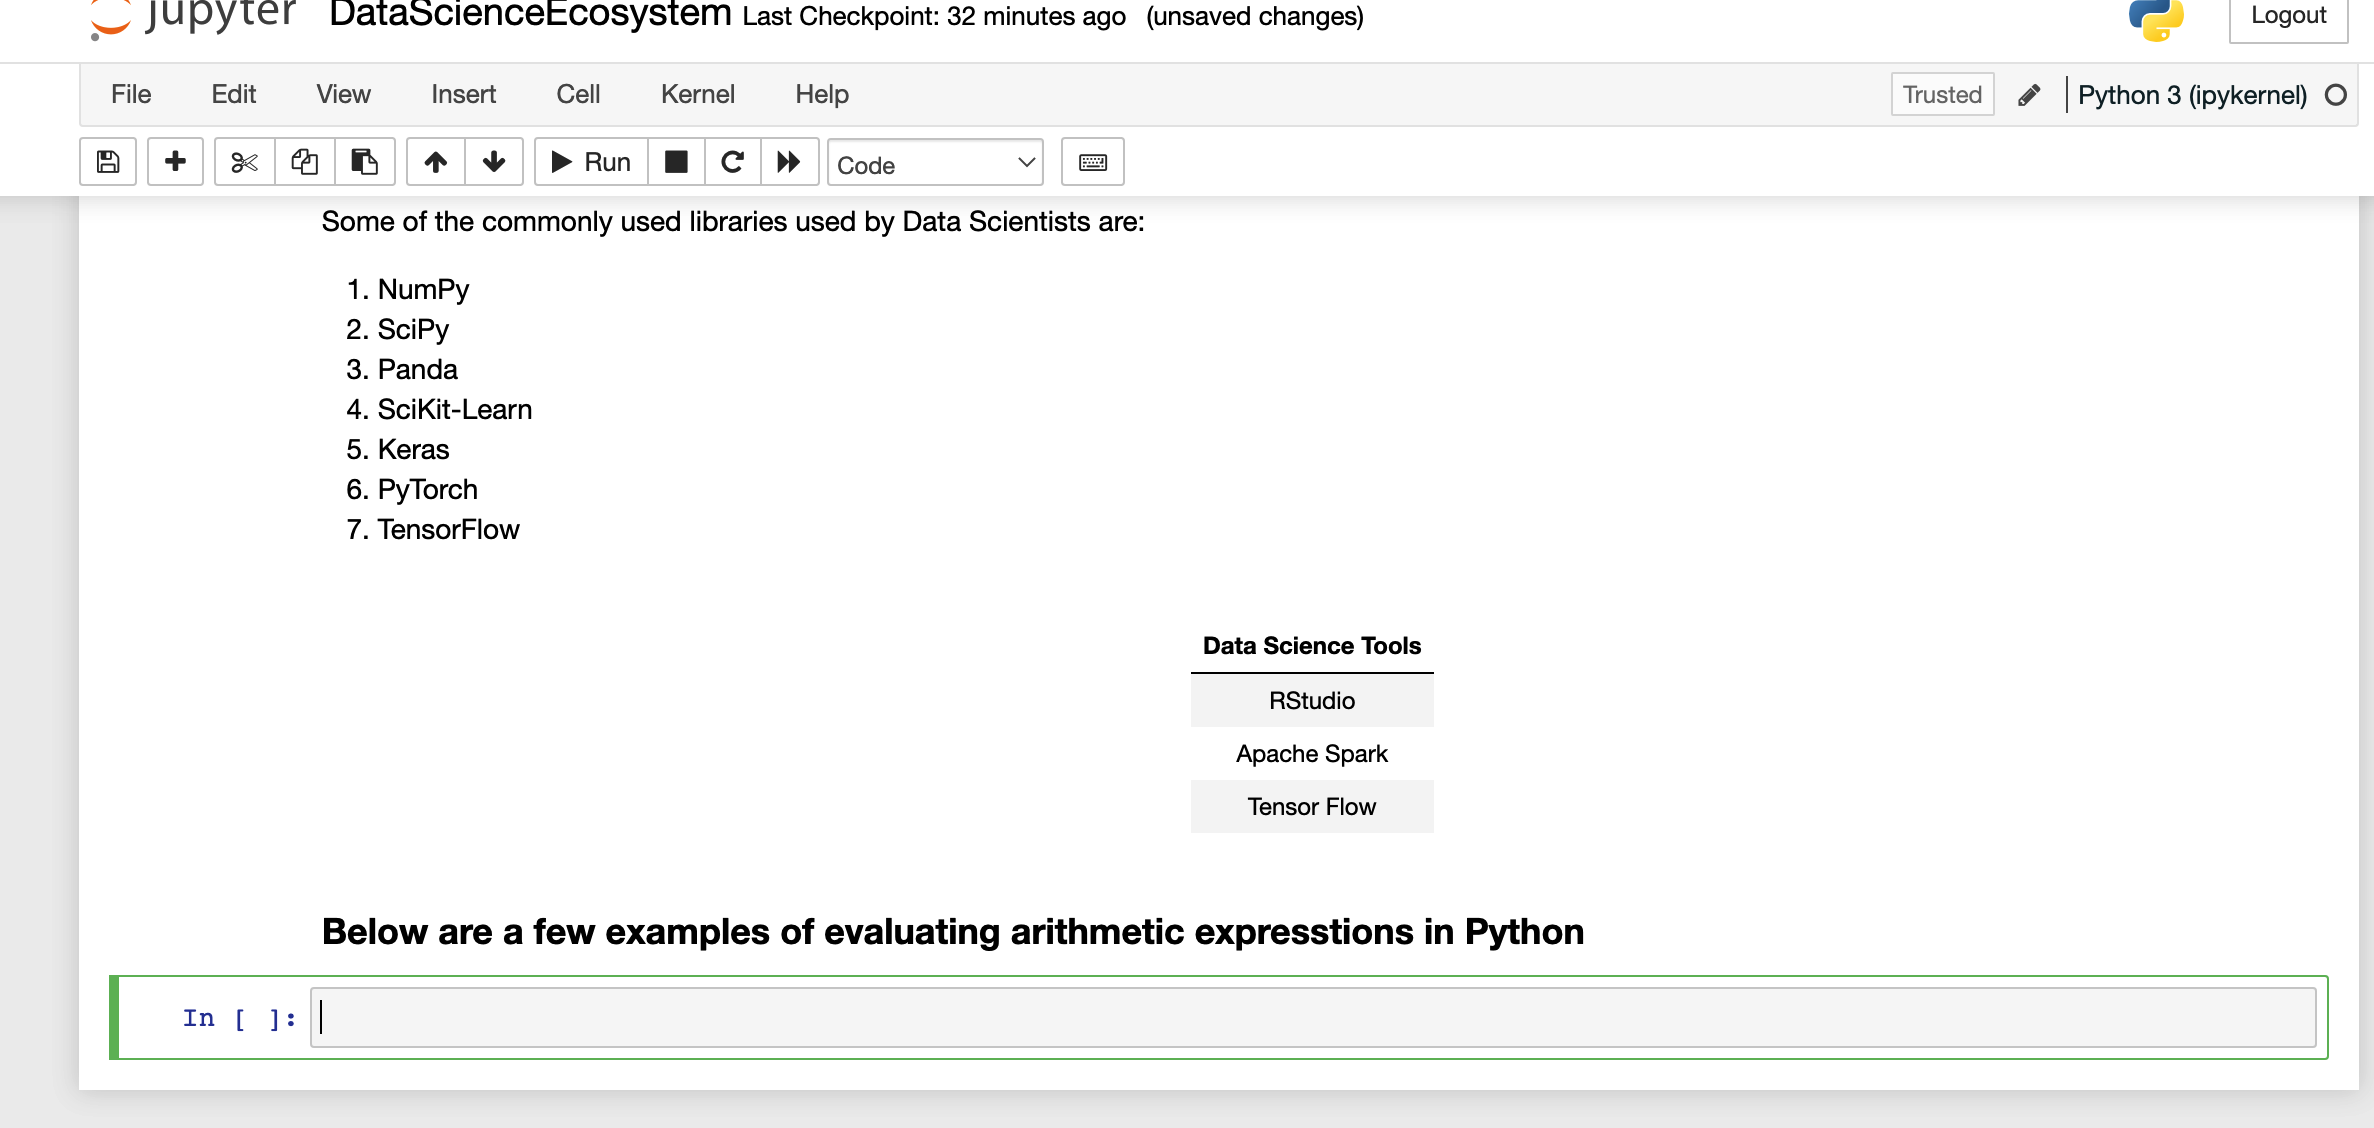 jupyter DataScienceEcosystem Last Checkpoint: 32 minutes ago (unsaved changes) Logout
File Edit View Insert Cell Kernel Help Trusted Python 3 (ipykernel)
Run Code
Some of the commonly used libraries used by Data Scientists are:
1. NumPy
2. SciPy
3. Panda
4. SciKit-Learn
5. Keras
6. PyTorch
7. TensorFlow
Data Science Tools
RStudio
Apache Spark
Tensor Flow
Below are a few examples of evaluating arithmetic expresstions in Python
In [ ]: